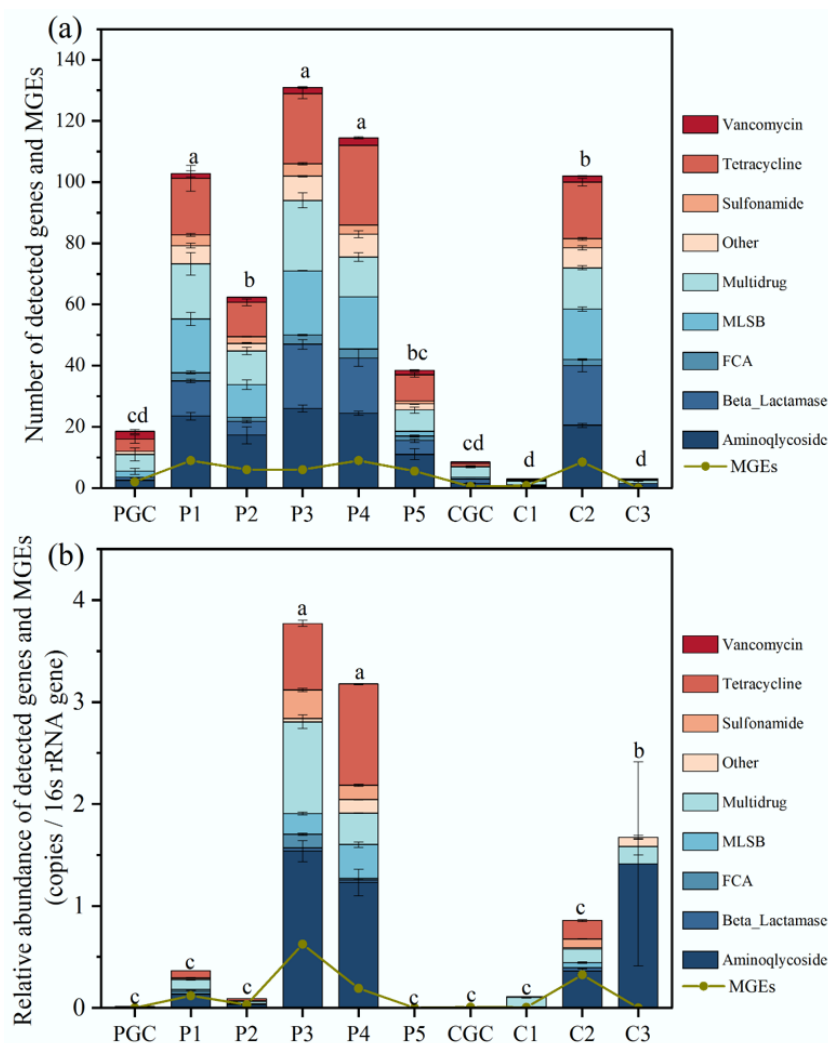 (a)
Number of detected genes and MGEs
140
120
100
80
60
40
20
0
cd
a
b
a
a
bc
cd
d
b
d
PGC P1 P2 P3 P4 P5 CGC C1 C2 C3
Vancomycin
Tetracycline
Sulfonamide
Other
Multidrug
MLSB
FCA
Beta_Lactamase
Aminoqlycoside
MGEs
(b)
Relative abundance of detected genes and MGEs
(copies / 16s rRNA gene)
4
3
2
1
0
c
c
c
a
a
c
c
c
c
b
PGC P1 P2 P3 P4 P5 CGC C1 C2 C3
Vancomycin
Tetracycline
Sulfonamide
Other
Multidrug
MLSB
FCA
Beta_Lactamase
Aminoqlycoside
MGEs